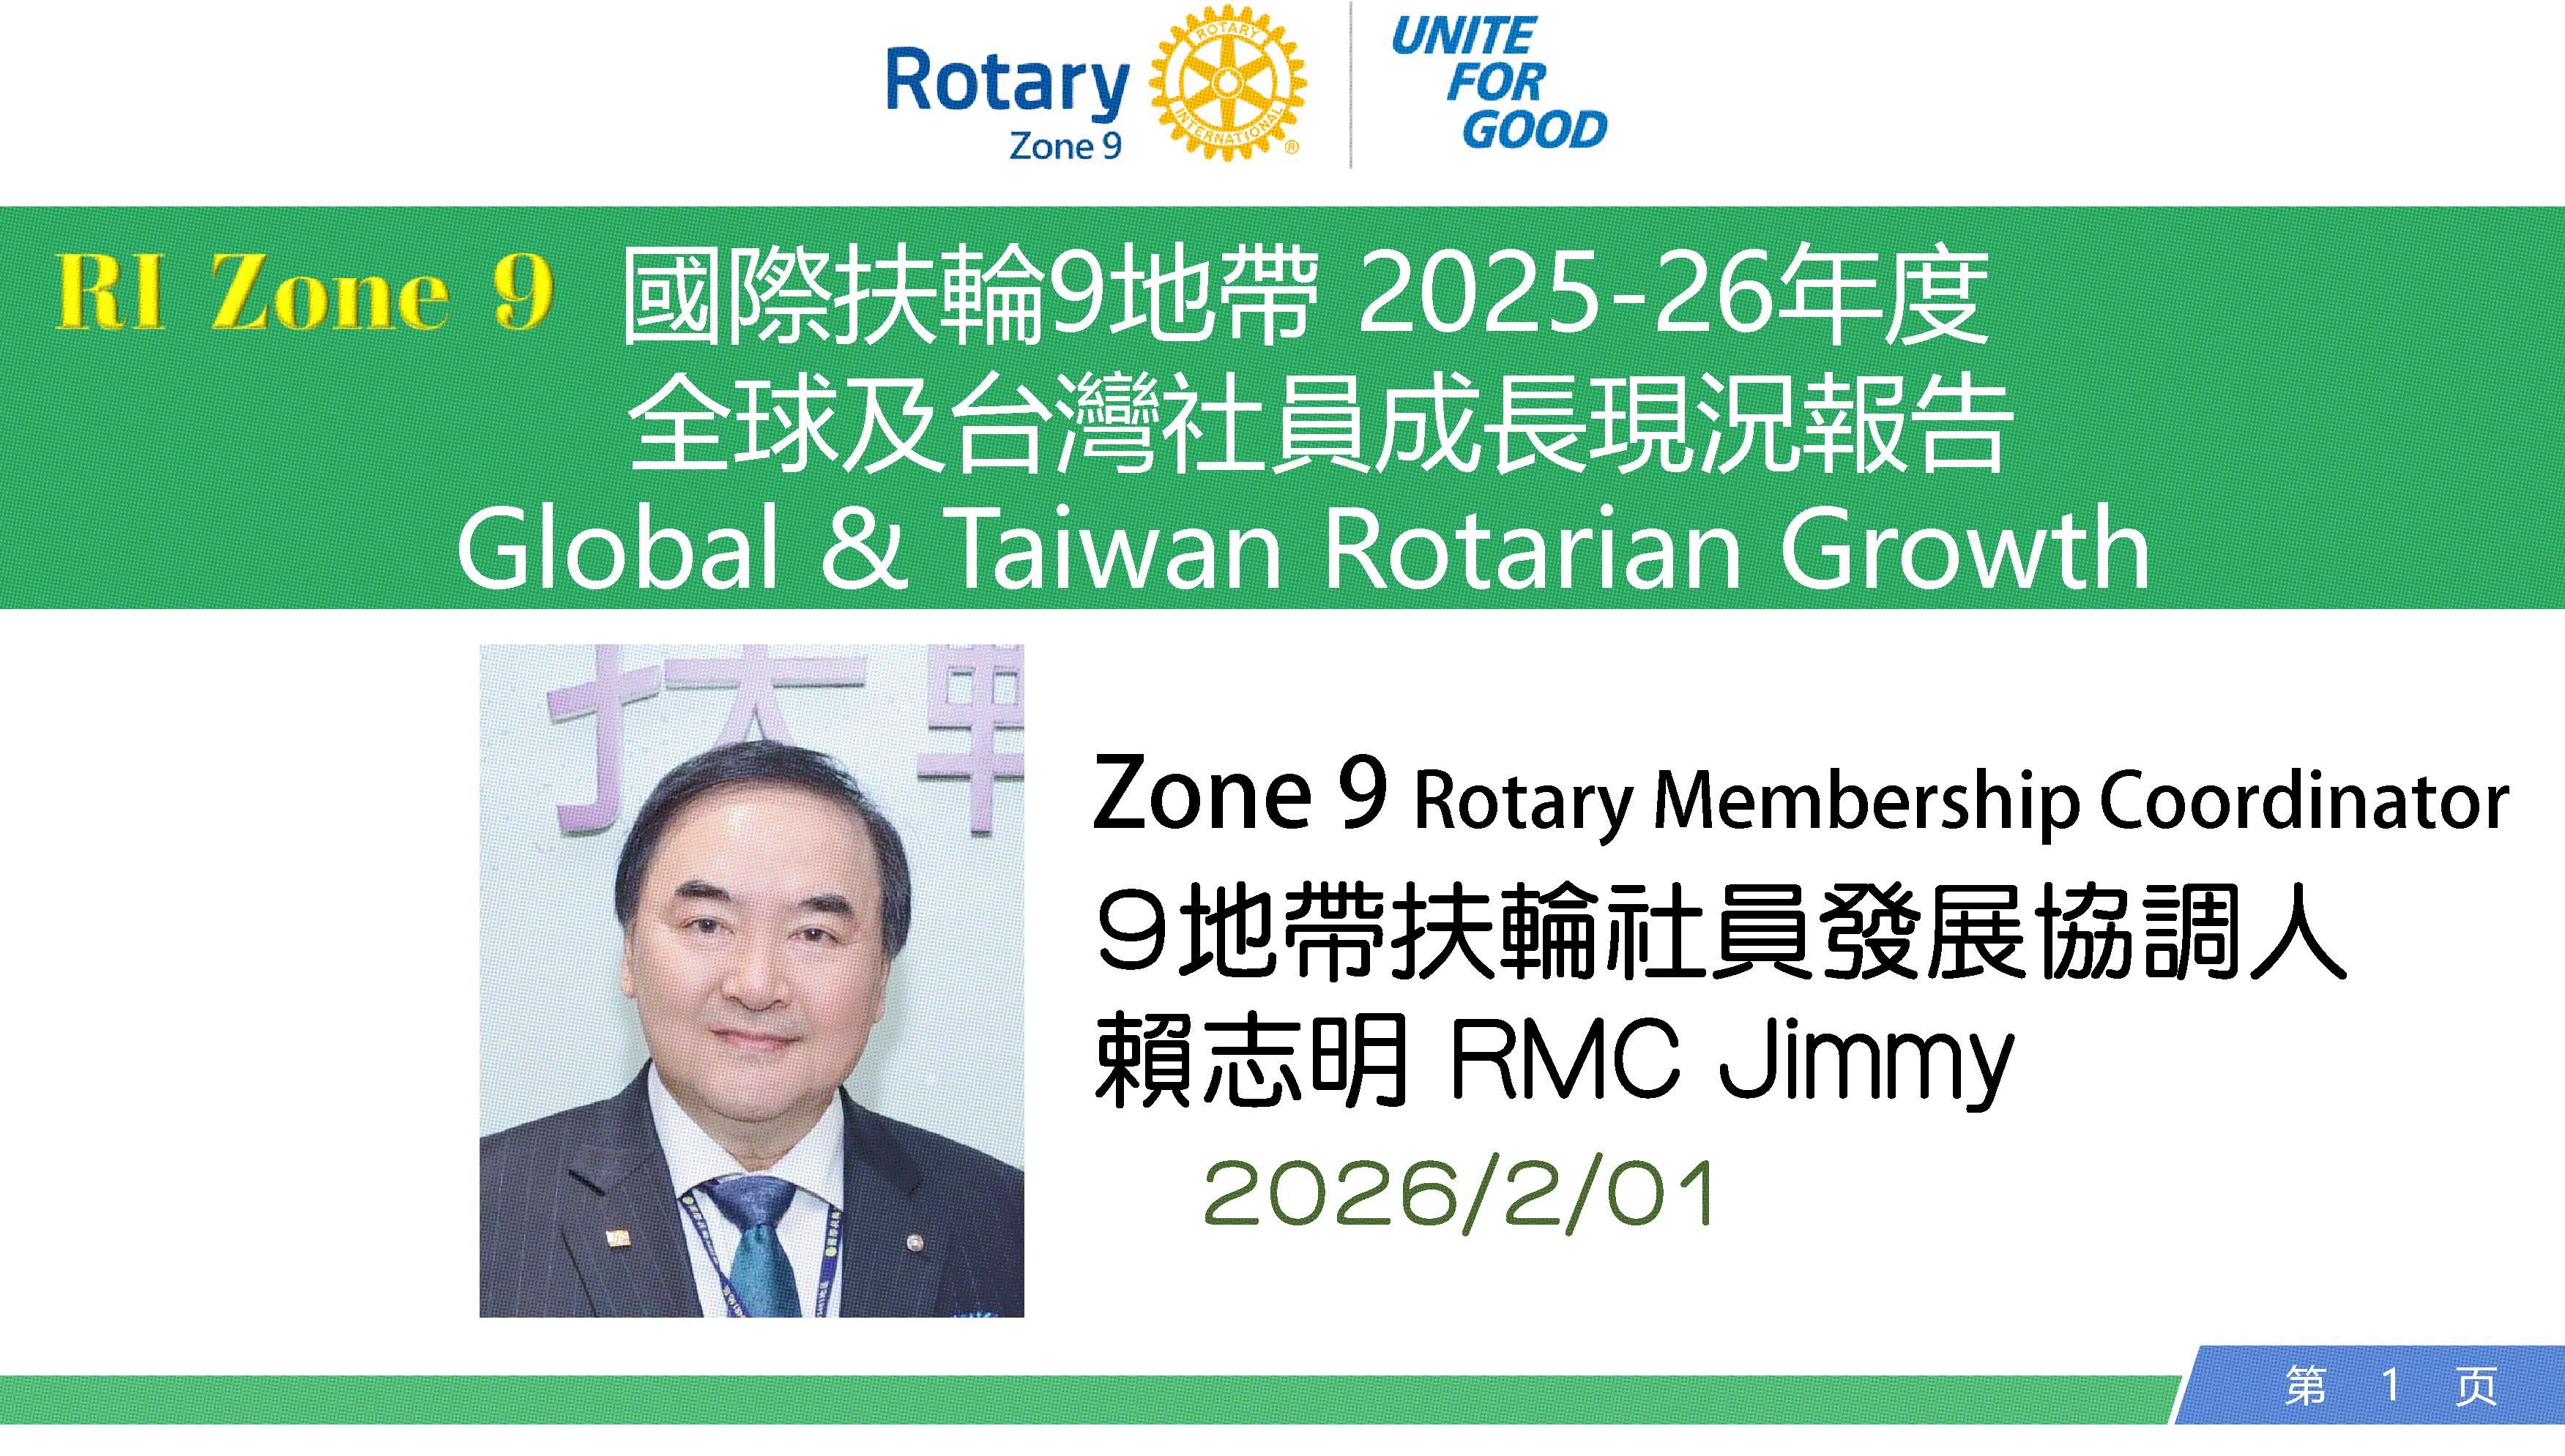 Rotary
Zone 9
ROTARY
INTERNATIONAL
®
UNITE
FOR
GOOD
RI Zone 9 國際扶輪9地帶 2025-26年度
全球及台灣社員成長現況報告
Global & Taiwan Rotarian Growth
扶
Zone 9 Rotary Membership Coordinator
9地帶扶輪社員發展協調人
賴志明 RMC Jimmy
2026/2/01
第 1 页